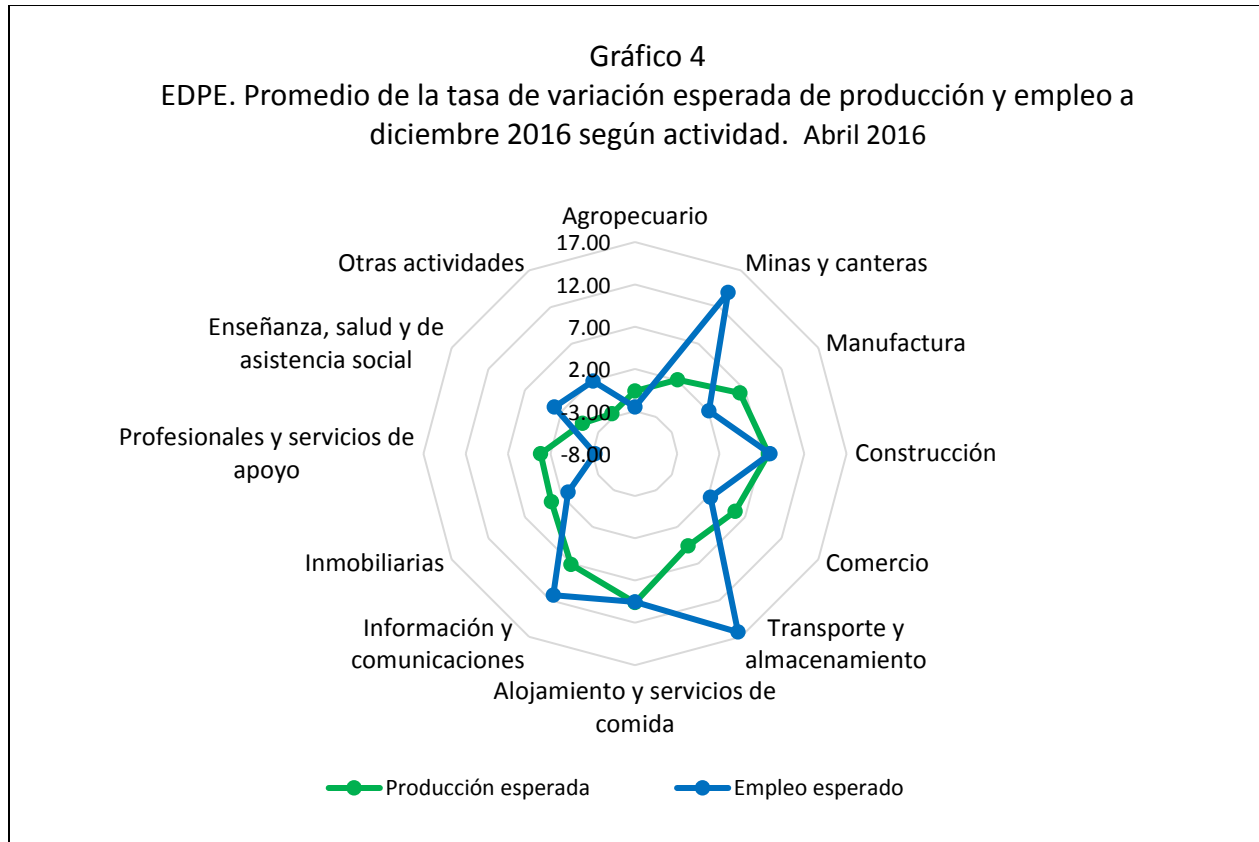 Gráfico 4
EDPE. Promedio de la tasa de variación esperada de producción y empleo a
diciembre 2016 según actividad. Abril 2016
Agropecuario
17.00
12.00
7.00
2.00
-3.00
-8.00
Minas y canteras
Manufactura
Construcción
Comercio
Transporte y
almacenamiento
Alojamiento y servicios de
comida
Información y
comunicaciones
Inmobiliarias
Profesionales y servicios de
apoyo
Enseñanza, salud y de
asistencia social
Otras actividades
Producción esperada
Empleo esperado